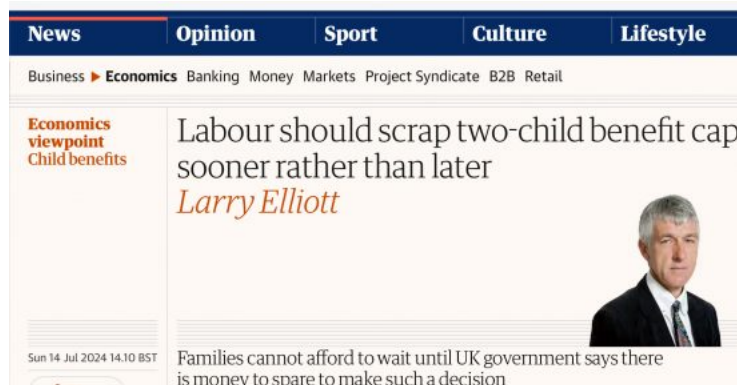 News Opinion Sport Culture Lifestyle
Business ▶ Economics Banking Money Markets Project Syndicate B2B Retail
Economics
viewpoint
Child benefits
Labour should scrap two-child benefit cap
sooner rather than later
Larry Elliott
Sun 14 Jul 2024 14.10 BST
Families cannot afford to wait until UK government says there
is money to spare to make such a decision